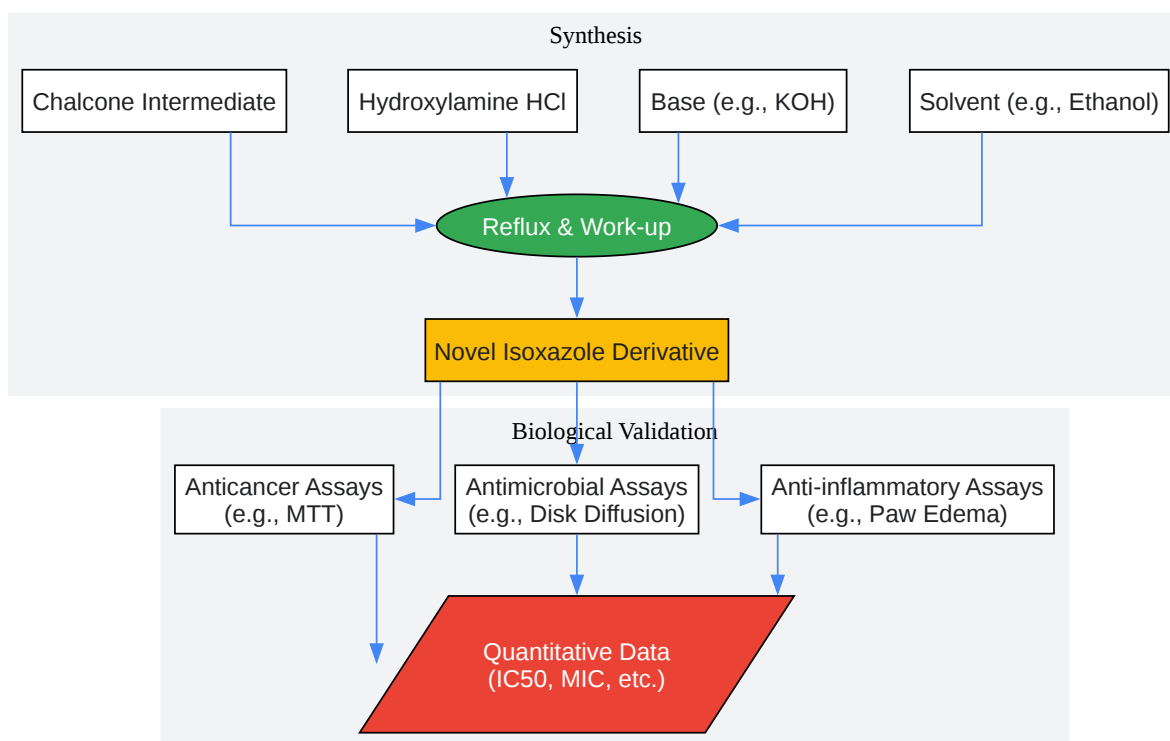 Synthesis
Chalcone Intermediate
Hydroxylamine HCl
Base (e.g., KOH)
Solvent (e.g., Ethanol)
Reflux & Work-up
Novel Isoxazole Derivative
Biological Validation
Anticancer Assays
(e.g., MTT)
Antimicrobial Assays
(e.g., Disk Diffusion)
Anti-inflammatory Assays
(e.g., Paw Edema)
Quantitative Data
(IC50, MIC, etc.)